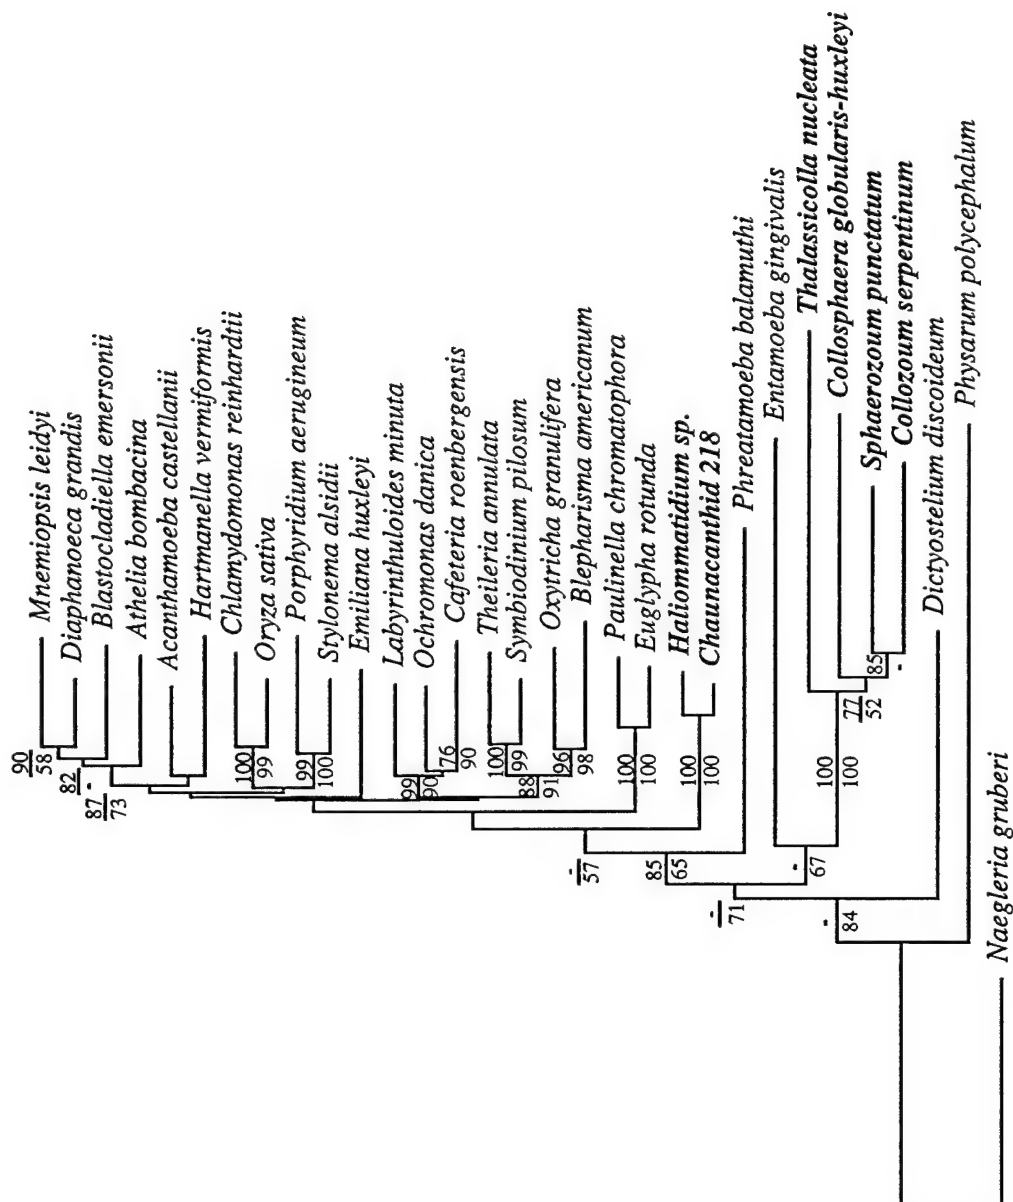 Mnemiopsis leidyi
Diaphanoeca grandis
Blastocladiella emersonii
Athelia bombacina
Acanthamoeba castellanii
Hartmanella vermiformis
Chlamydomonas reinhardtii
Oryza sativa
Porphyridium aerugineum
Stylonema alsidii
Emiliana huxleyi
Labyrinthuloides minuta
Ochromonas danica
Cafeteria roenbergensis
Theileria annulata
Symbiodinium pilosum
Oxytricha granulifera
Blepharisma americanum
Paulinella chromatophora
Euglypha rotunda
Haliommatidium sp.
Chaunacanthid 218
Phreatamoeba balamuthi
Entamoeba gingivalis
Thalassicolla nucleata
Collosphaera globularis-huxleyi
Sphaerozoum punctatum
Collozoum serpentinum
Dictyostelium discoideum
Physarum polycephalum
Naegleria gruberi
90
58
82
-
87
73
100
99
99
100
99
90
76
90
100
99
88
91
96
98
100
100
100
100
-
57
85
65
-
71
-
67
100
100
77
52
85
-
-
84